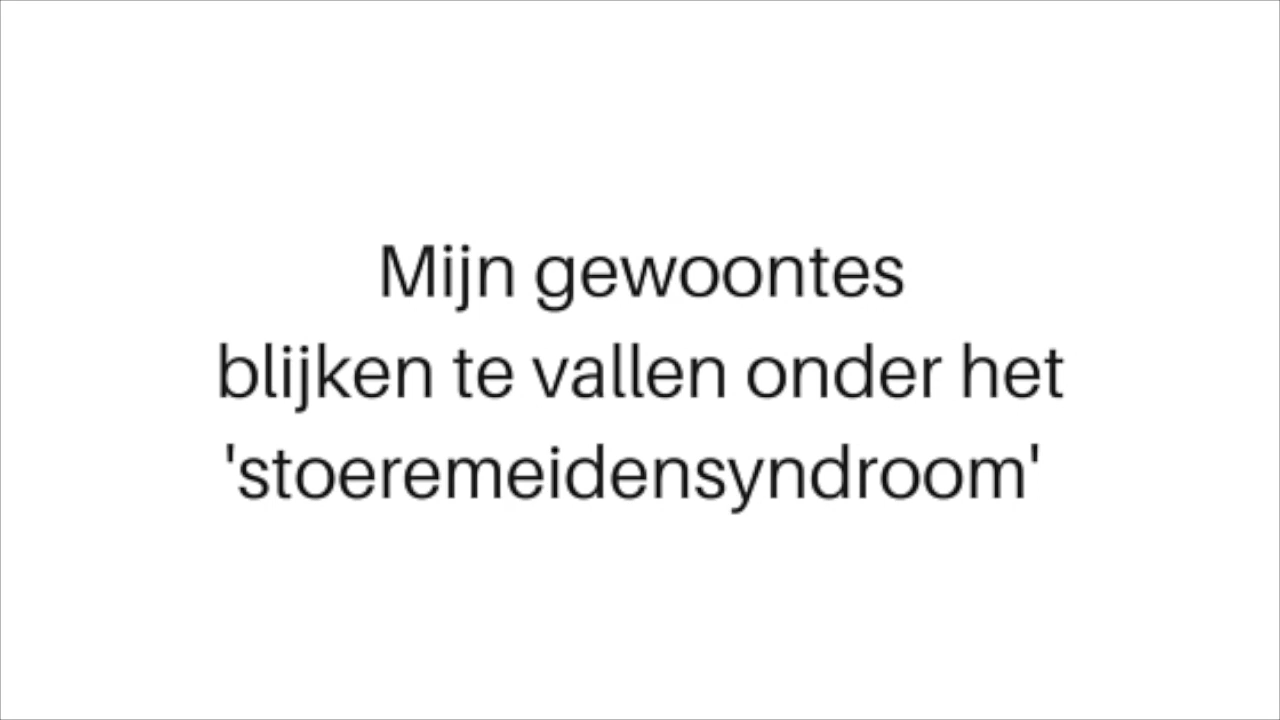 Mijn gewoontes
blijken te vallen onder het
'stoeremeidensyndroom'